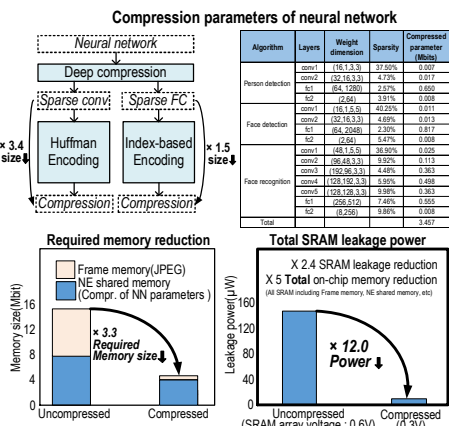 Compression parameters of neural network
Neural network
Deep compression
Sparse conv
Sparse FC
× 3.4
size⬇
Huffman
Encoding
Index-based
Encoding
× 1.5
size⬇
Compression
Compression
Algorithm Layers Weight dimension Sparsity Compressed parameter (Mbits)
Person detection
conv1 (16,1,3,3) 37.50% 0.007
conv2 (32,16,3,3) 4.73% 0.017
fc1 (64, 1280) 2.57% 0.650
fc2 (2,64) 3.91% 0.008
Face detection
conv1 (16,1,5,5) 40.25% 0.011
conv2 (32,16,3,3) 4.69% 0.013
fc1 (64, 2048) 2.30% 0.817
fc2 (2,64) 5.47% 0.008
Face recognition
conv1 (48,1,5,5) 36.90% 0.025
conv2 (96,48,3,3) 9.92% 0.113
conv3 (192,96,3,3) 4.48% 0.363
conv4 (128,192,3,3) 5.95% 0.498
conv5 (128,128,3,3) 9.98% 0.363
fc1 (256,512) 7.46% 0.555
fc2 (8,256) 9.86% 0.008
Total 3.457
Required memory reduction
Memory size(Mbit)
16
12
8
4
0
Frame memory(JPEG)
NE shared memory
(Compr. of NN parameters )
× 3.3
Required
Memory size⬇
Uncompressed
Compressed
Total SRAM leakage power
Leakage power(µW)
160
120
80
40
0
X 2.4 SRAM leakage reduction
X 5 Total on-chip memory reduction
(All SRAM including Frame memory, NE shared memory, etc)
× 12.0
Power ⬇
Uncompressed
Compressed
(SRAM array voltage : 0.6V)
(0.3V)